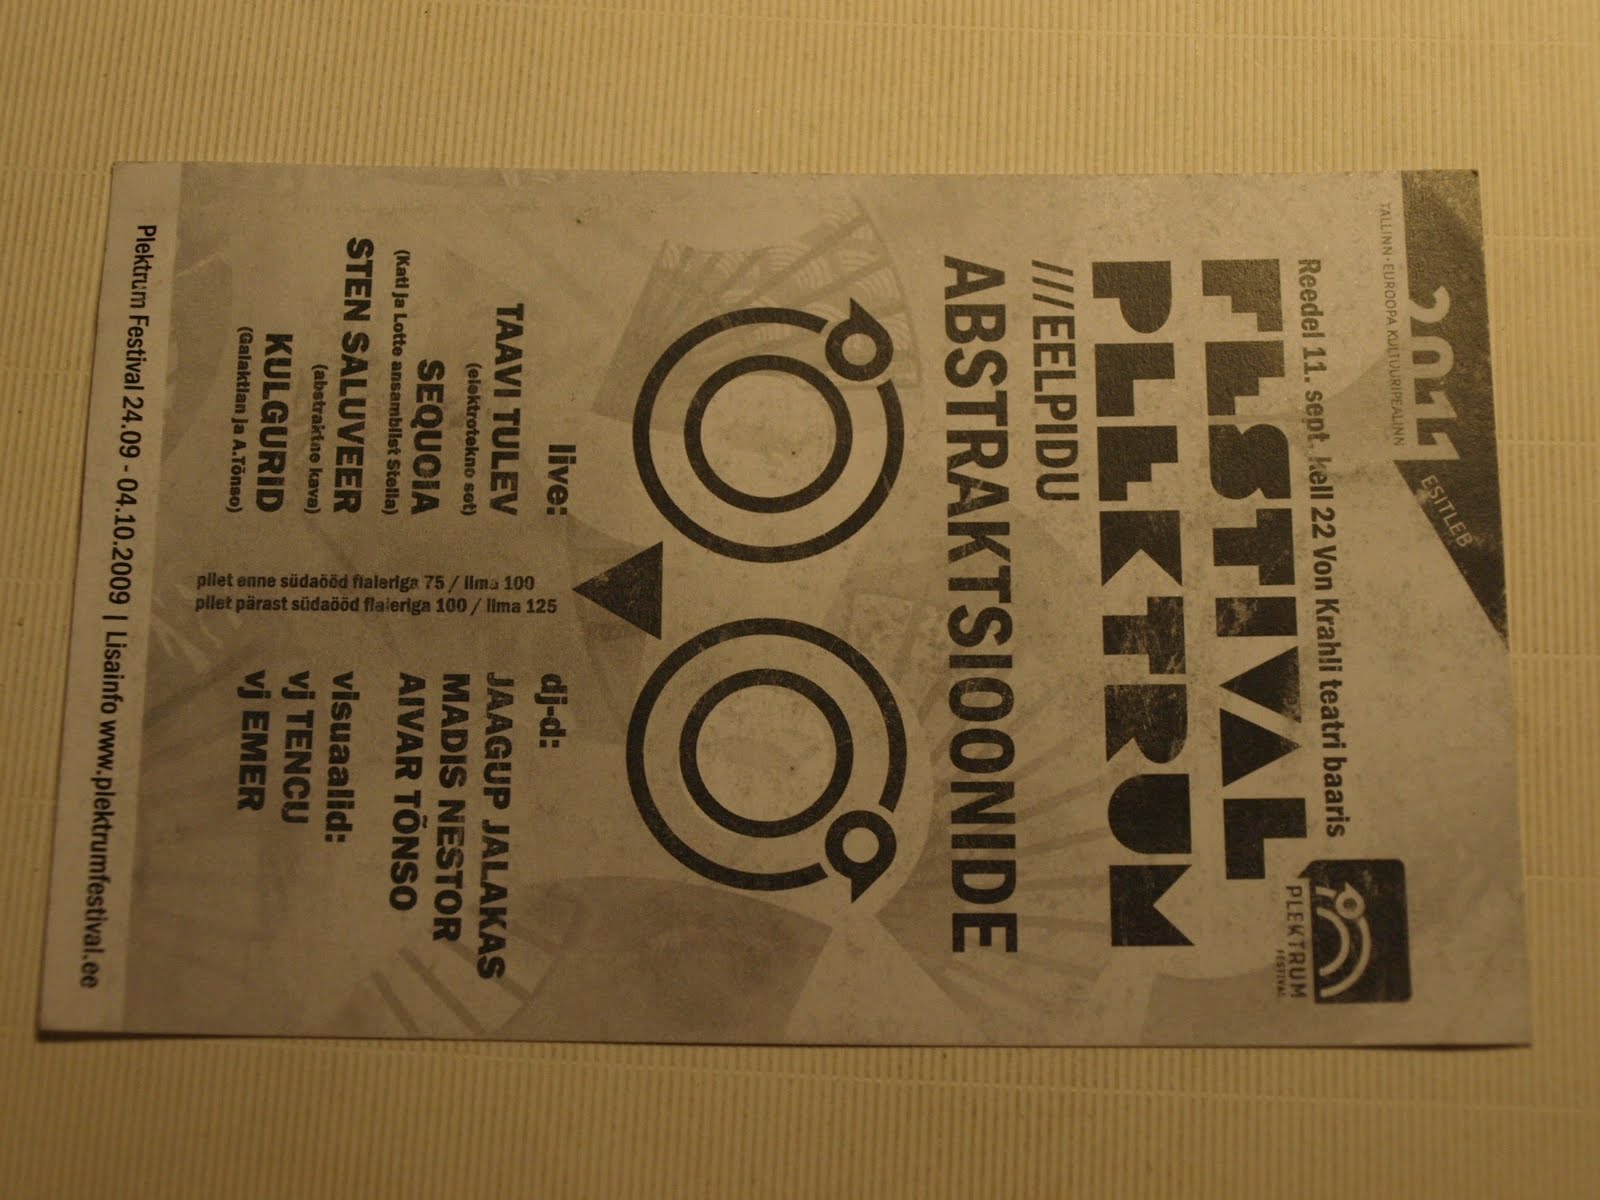 2011
TALLINN · EUROOPA KULTUURIPEALINN
ESITLEB
Reedel 11. sept. kell 22 Von Krahli teatri baaris
PLEKTRUM
FESTIVAL
FESTIVAL
PLEKTRUM
///EELPIDU
ABSTRAKTSIOONIDE
live:
TAAVI TULEV
(elektrotekno set)
SEQUOIA
(Kati ja Lotte ansamblist Stella)
STEN SALUVEER
(abstraktne kava)
KULGURID
(Galaktlan ja A.Tõnso)
pilet enne südaööd flaieriga 75 / ilma 100
pilet pärast südaööd flaieriga 100 / ilma 125
dj-d:
JAAGUP JALAKAS
MADIS NESTOR
AIVAR TÕNSO
visuaalid:
vj TENCU
vj EMER
Plektrum Festival 24.09 - 04.10.2009 | Lisainfo www.plektrumfestival.ee